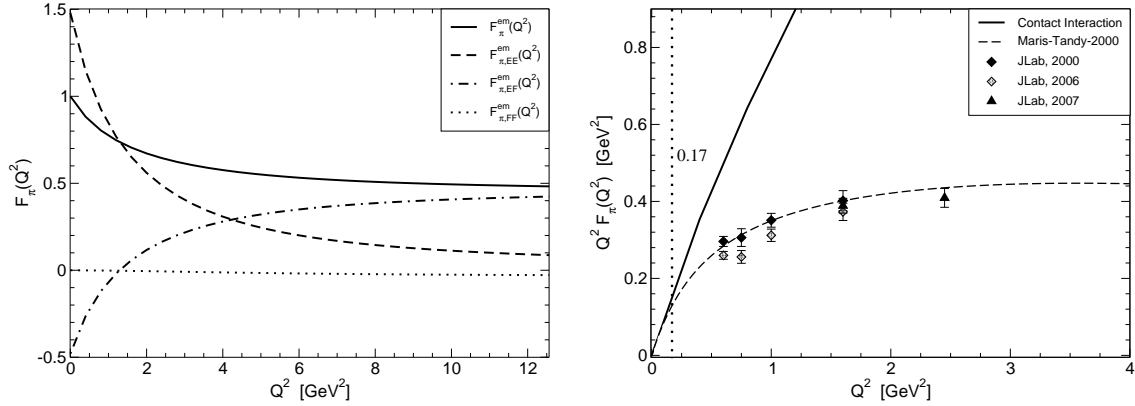 1.5
1
0.5
0
-0.5
F_π(Q²)
0 2 4 6 8 10 12
Q² [GeV²]
F_π^em(Q²)
F_π,EE^em(Q²)
F_π,EF^em(Q²)
F_π,FF^em(Q²)
0.8
0.6
0.4
0.2
0
Q² F_π(Q²) [GeV²]
0.17
0 1 2 3 4
Q² [GeV²]
Contact Interaction
Maris-Tandy-2000
JLab, 2000
JLab, 2006
JLab, 2007